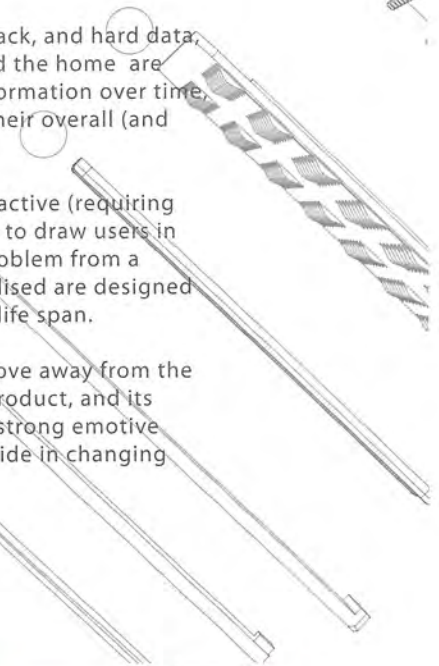 ack, and hard data,
d the home are
ormation over time,
heir overall (and
active (requiring
to draw users in
oblem from a
lised are designed
life span.
ove away from the
roduct, and its
strong emotive
ide in changing